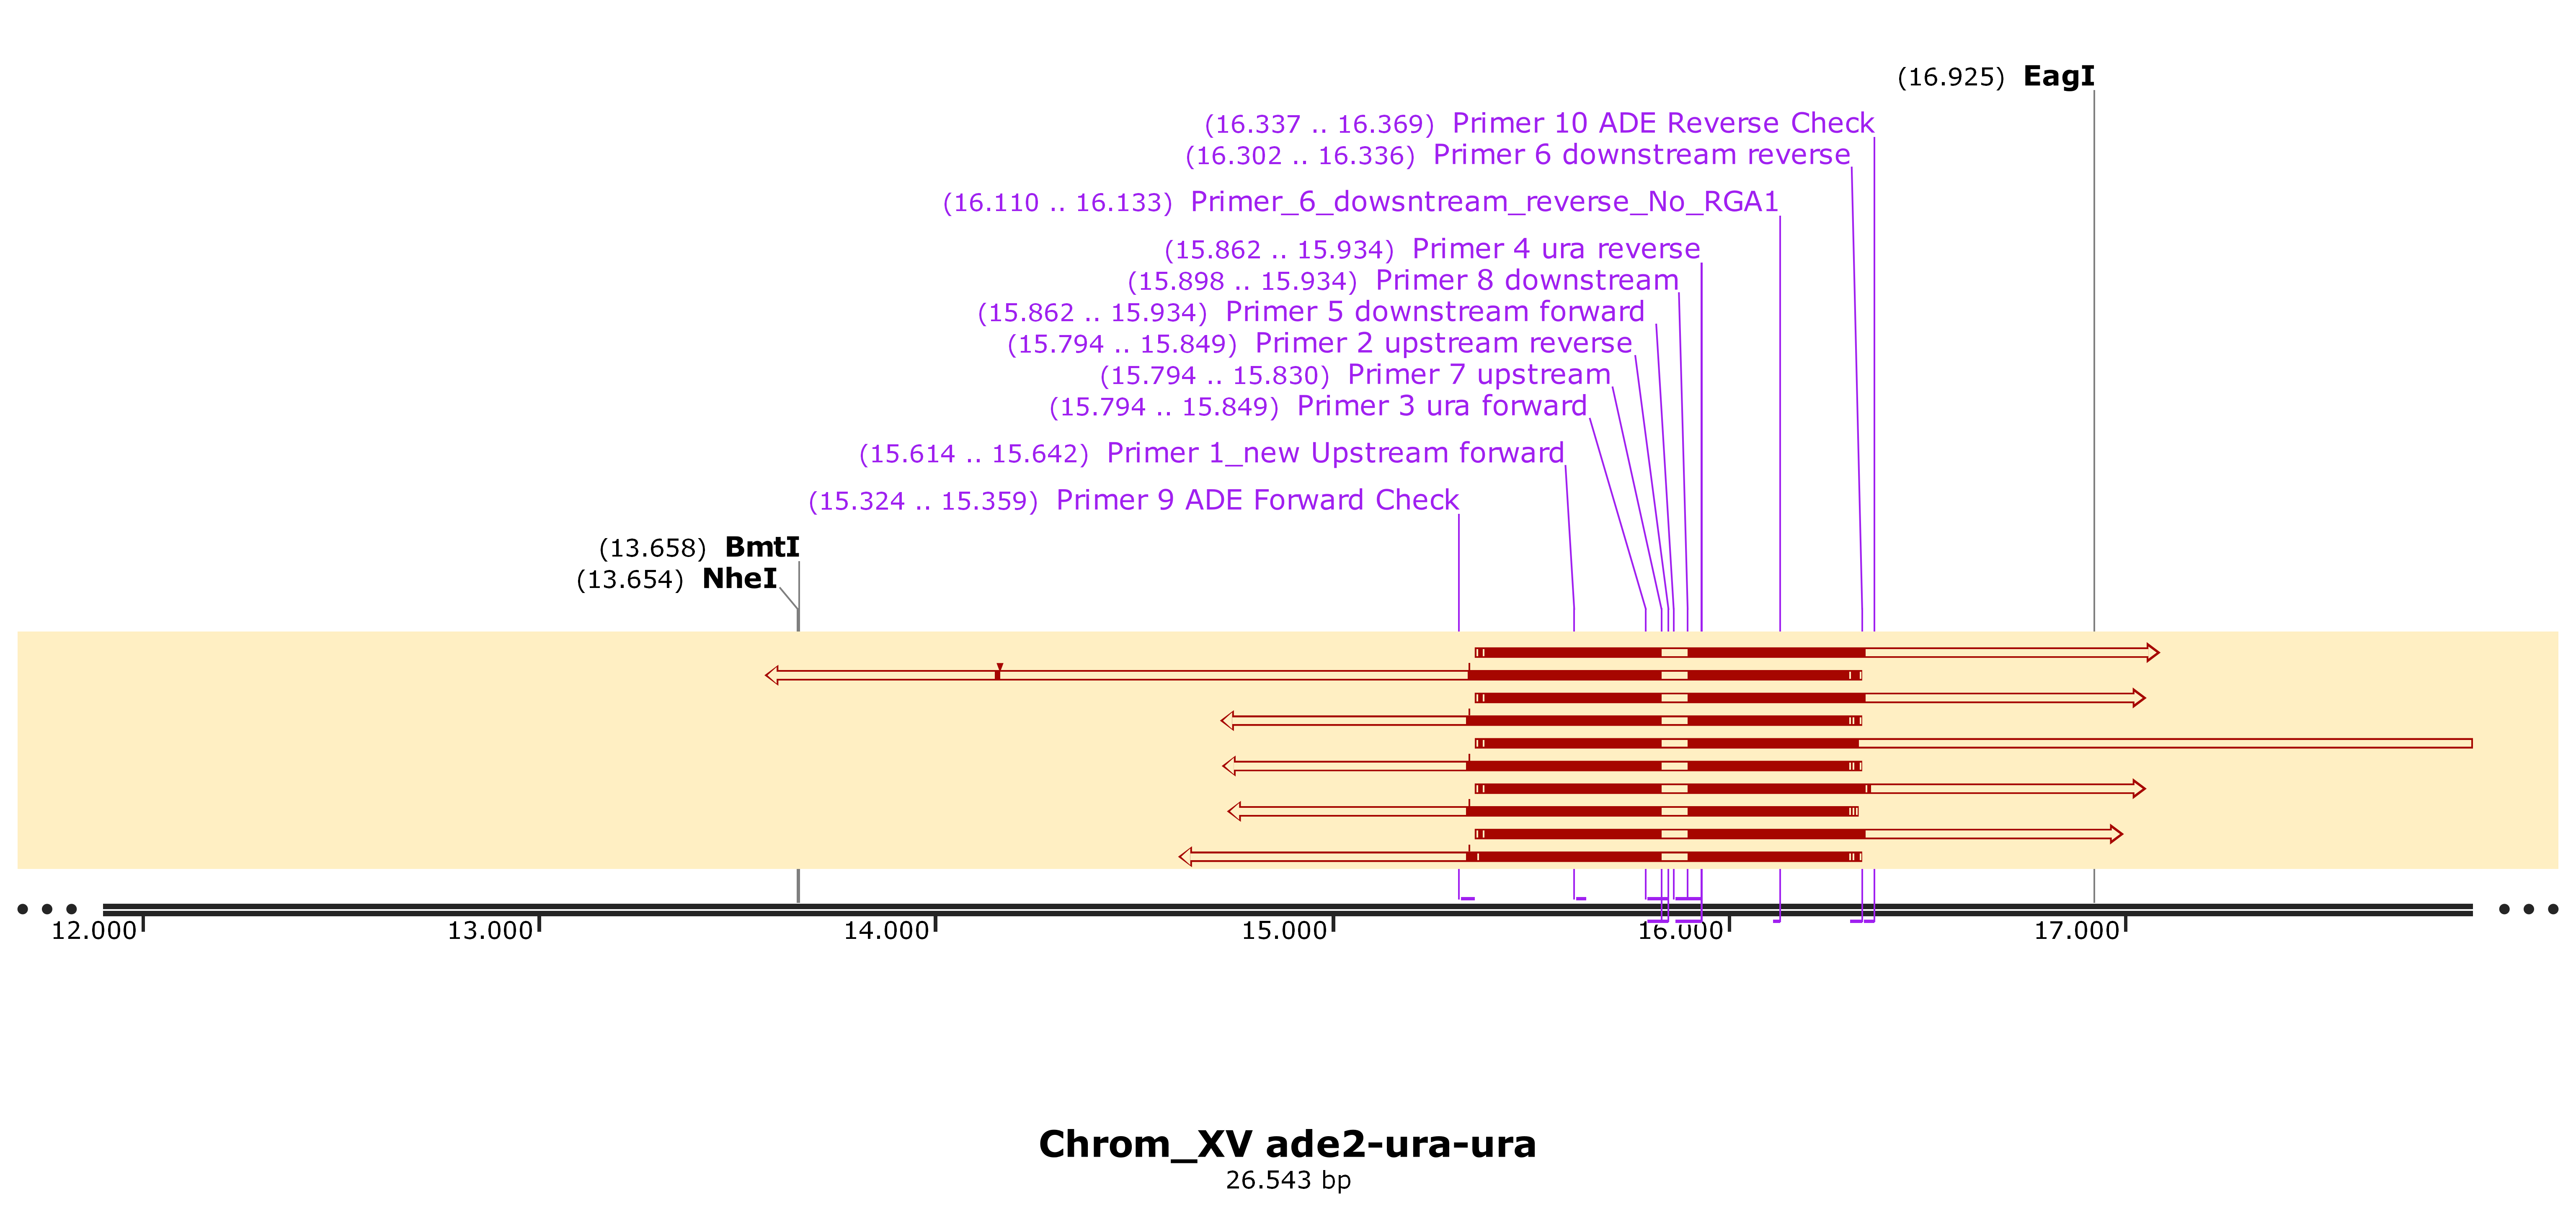 (16.925) EagI
(16.337 .. 16.369) Primer 10 ADE Reverse Check
(16.302 .. 16.336) Primer 6 downstream reverse
(16.110 .. 16.133) Primer_6_dowsntream_reverse_No_RGA1
(15.862 .. 15.934) Primer 4 ura reverse
(15.898 .. 15.934) Primer 8 downstream
(15.862 .. 15.934) Primer 5 downstream forward
(15.794 .. 15.849) Primer 2 upstream reverse
(15.794 .. 15.830) Primer 7 upstream
(15.794 .. 15.849) Primer 3 ura forward
(15.614 .. 15.642) Primer 1_new Upstream forward
(15.324 .. 15.359) Primer 9 ADE Forward Check
(13.658) BmtI
(13.654) NheI
12.000 13.000 14.000 15.000 16.000 17.000
Chrom_XV ade2-ura-ura
26.543 bp